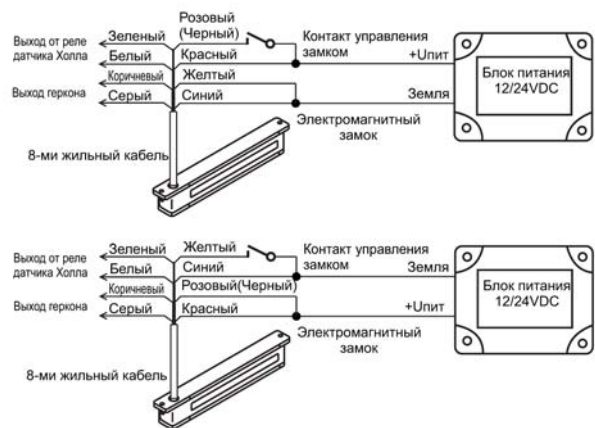 Розовый
(Черный)
Зеленый
Контакт управления
замком
Выход от реле
датчика Холла
Белый
Красный
+Uпит
Коричневый
Желтый
Блок питания
12/24VDC
Выход геркона
Серый
Синий
Земля
Электромагнитный
замок
8-ми жильный кабель
Зеленый
Желтый
Контакт управления
замком
Выход от реле
датчика Холла
Белый
Синий
Земля
Коричневый
Розовый(Черный)
Блок питания
12/24VDC
Выход геркона
Серый
Красный
+Uпит
Электромагнитный
замок
8-ми жильный кабель